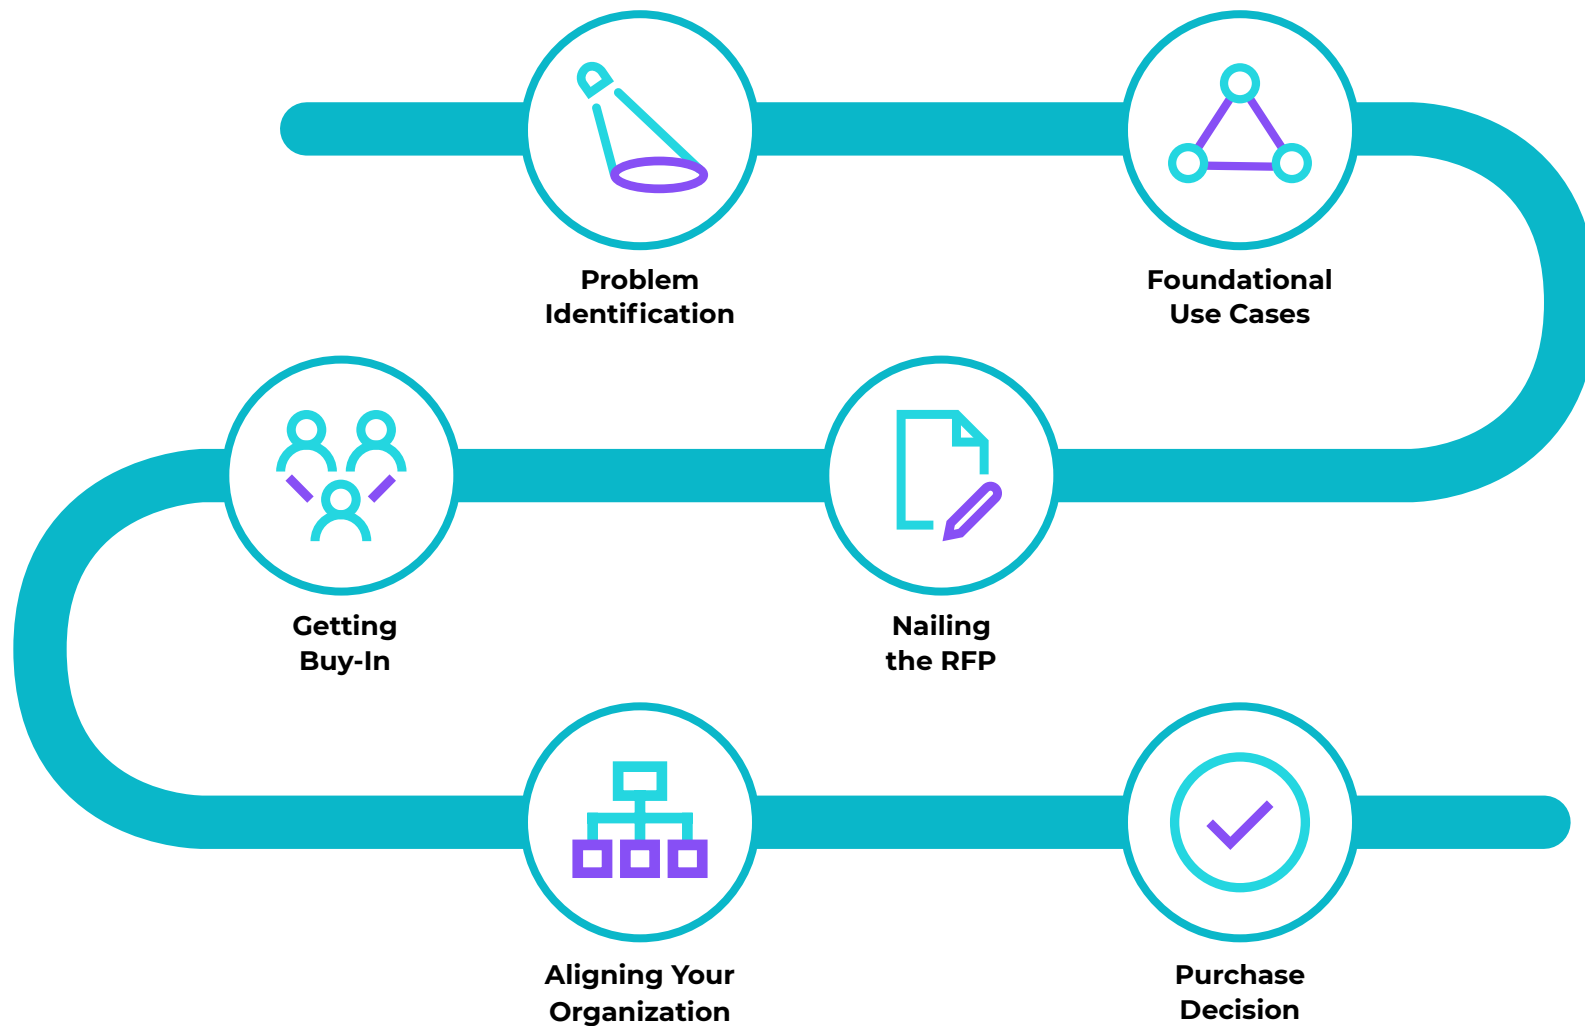 Problem
Identification
Foundational
Use Cases
Getting
Buy-In
Nailing
the RFP
Aligning Your
Organization
Purchase
Decision